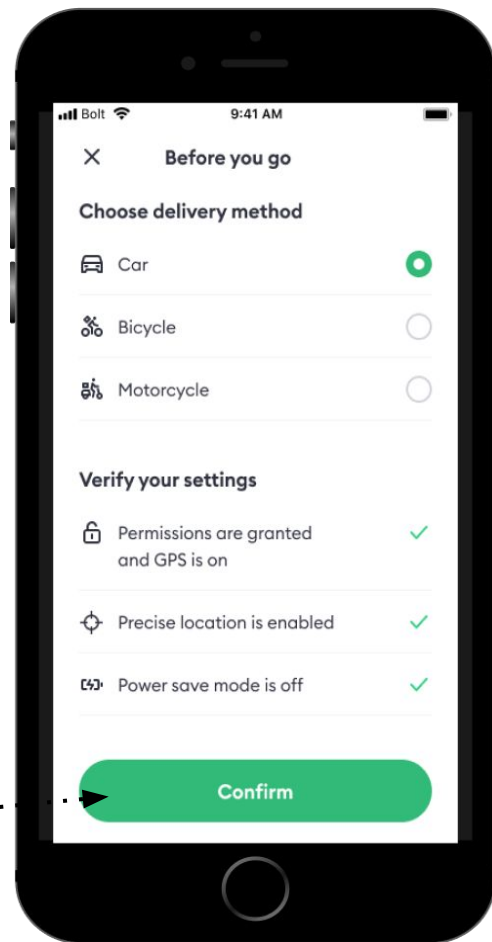 Bolt 9:41 AM
Before you go
Choose delivery method
Car
Bicycle
Motorcycle
Verify your settings
Permissions are granted
and GPS is on
Precise location is enabled
Power save mode is off
Confirm